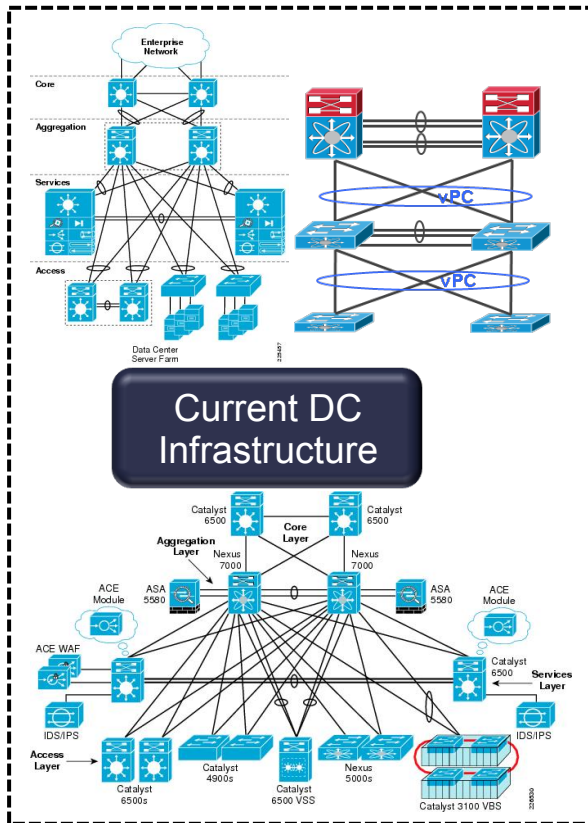 Enterprise
Network
Core
Aggregation
Services
Access
Data Center
Server Farm
vPC
vPC
Current DC
Infrastructure
Catalyst
6500
Catalyst
6500
Core
Layer
Aggregation
Layer
Nexus
7000
Nexus
7000
ACE
Module
ASA
5580
ASA
5580
ACE
Module
ACE WAF
Catalyst
6500
Services
Layer
IDS/IPS
IDS/IPS
Access
Layer
Catalyst
6500s
Catalyst
4900s
Catalyst
6500 VSS
Nexus
5000s
Catalyst 3100 VBS